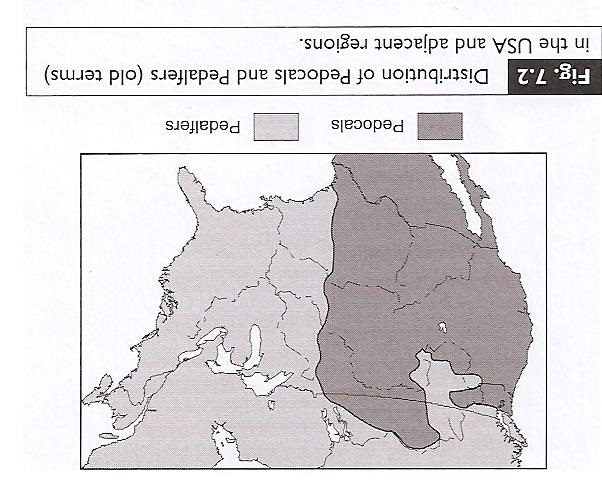 Pedocals Pedalfers
Fig. 7.2 Distribution of Pedocals and Pedalfers (old terms)
in the USA and adjacent regions.